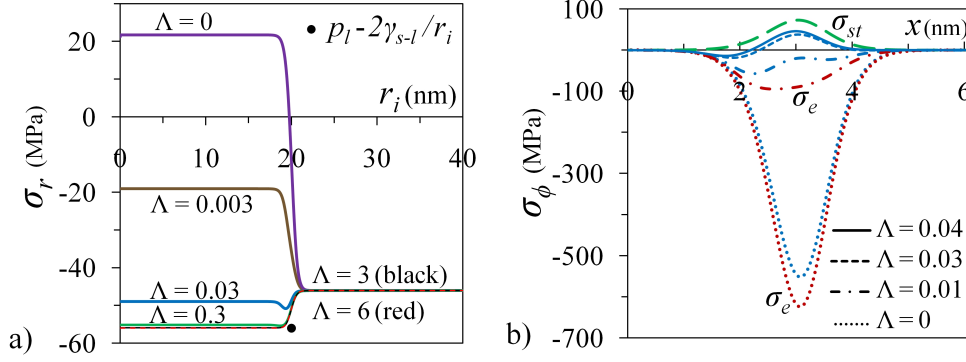 40
Λ = 0
● p_l - 2γ_{s-l}/r_i
20
r_i (nm)
0
0 10 20 30 40
σ_r (MPa)
-20
Λ = 0.003
-40
Λ = 3 (black)
Λ = 0.03
Λ = 0.3
Λ = 6 (red)
-60
a)
100
σ_st
x (nm)
0 2 4 6
-100
σ_e
-300
σ_ϕ (MPa)
Λ = 0.04
Λ = 0.03
-500
Λ = 0.01
σ_e
Λ = 0
-700
b)